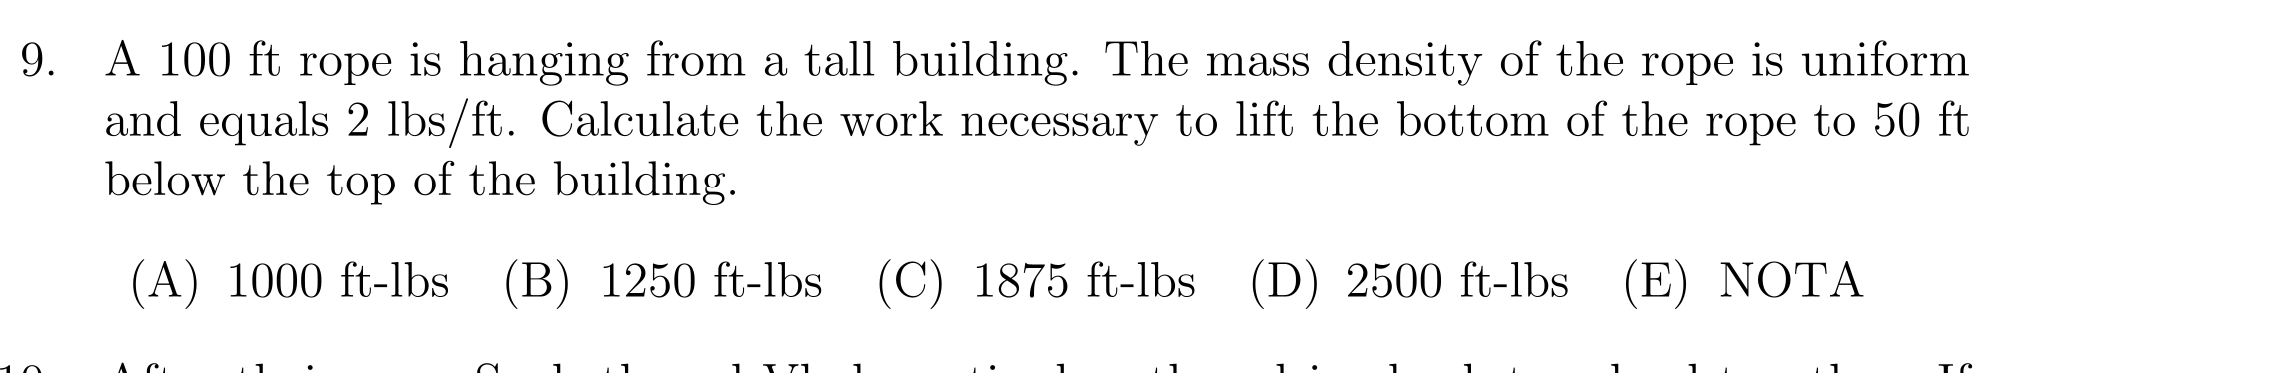 9. A 100 ft rope is hanging from a tall building. The mass density of the rope is uniform
and equals 2 lbs/ft. Calculate the work necessary to lift the bottom of the rope to 50 ft
below the top of the building.
(A) 1000 ft-lbs (B) 1250 ft-lbs (C) 1875 ft-lbs (D) 2500 ft-lbs (E) NOTA